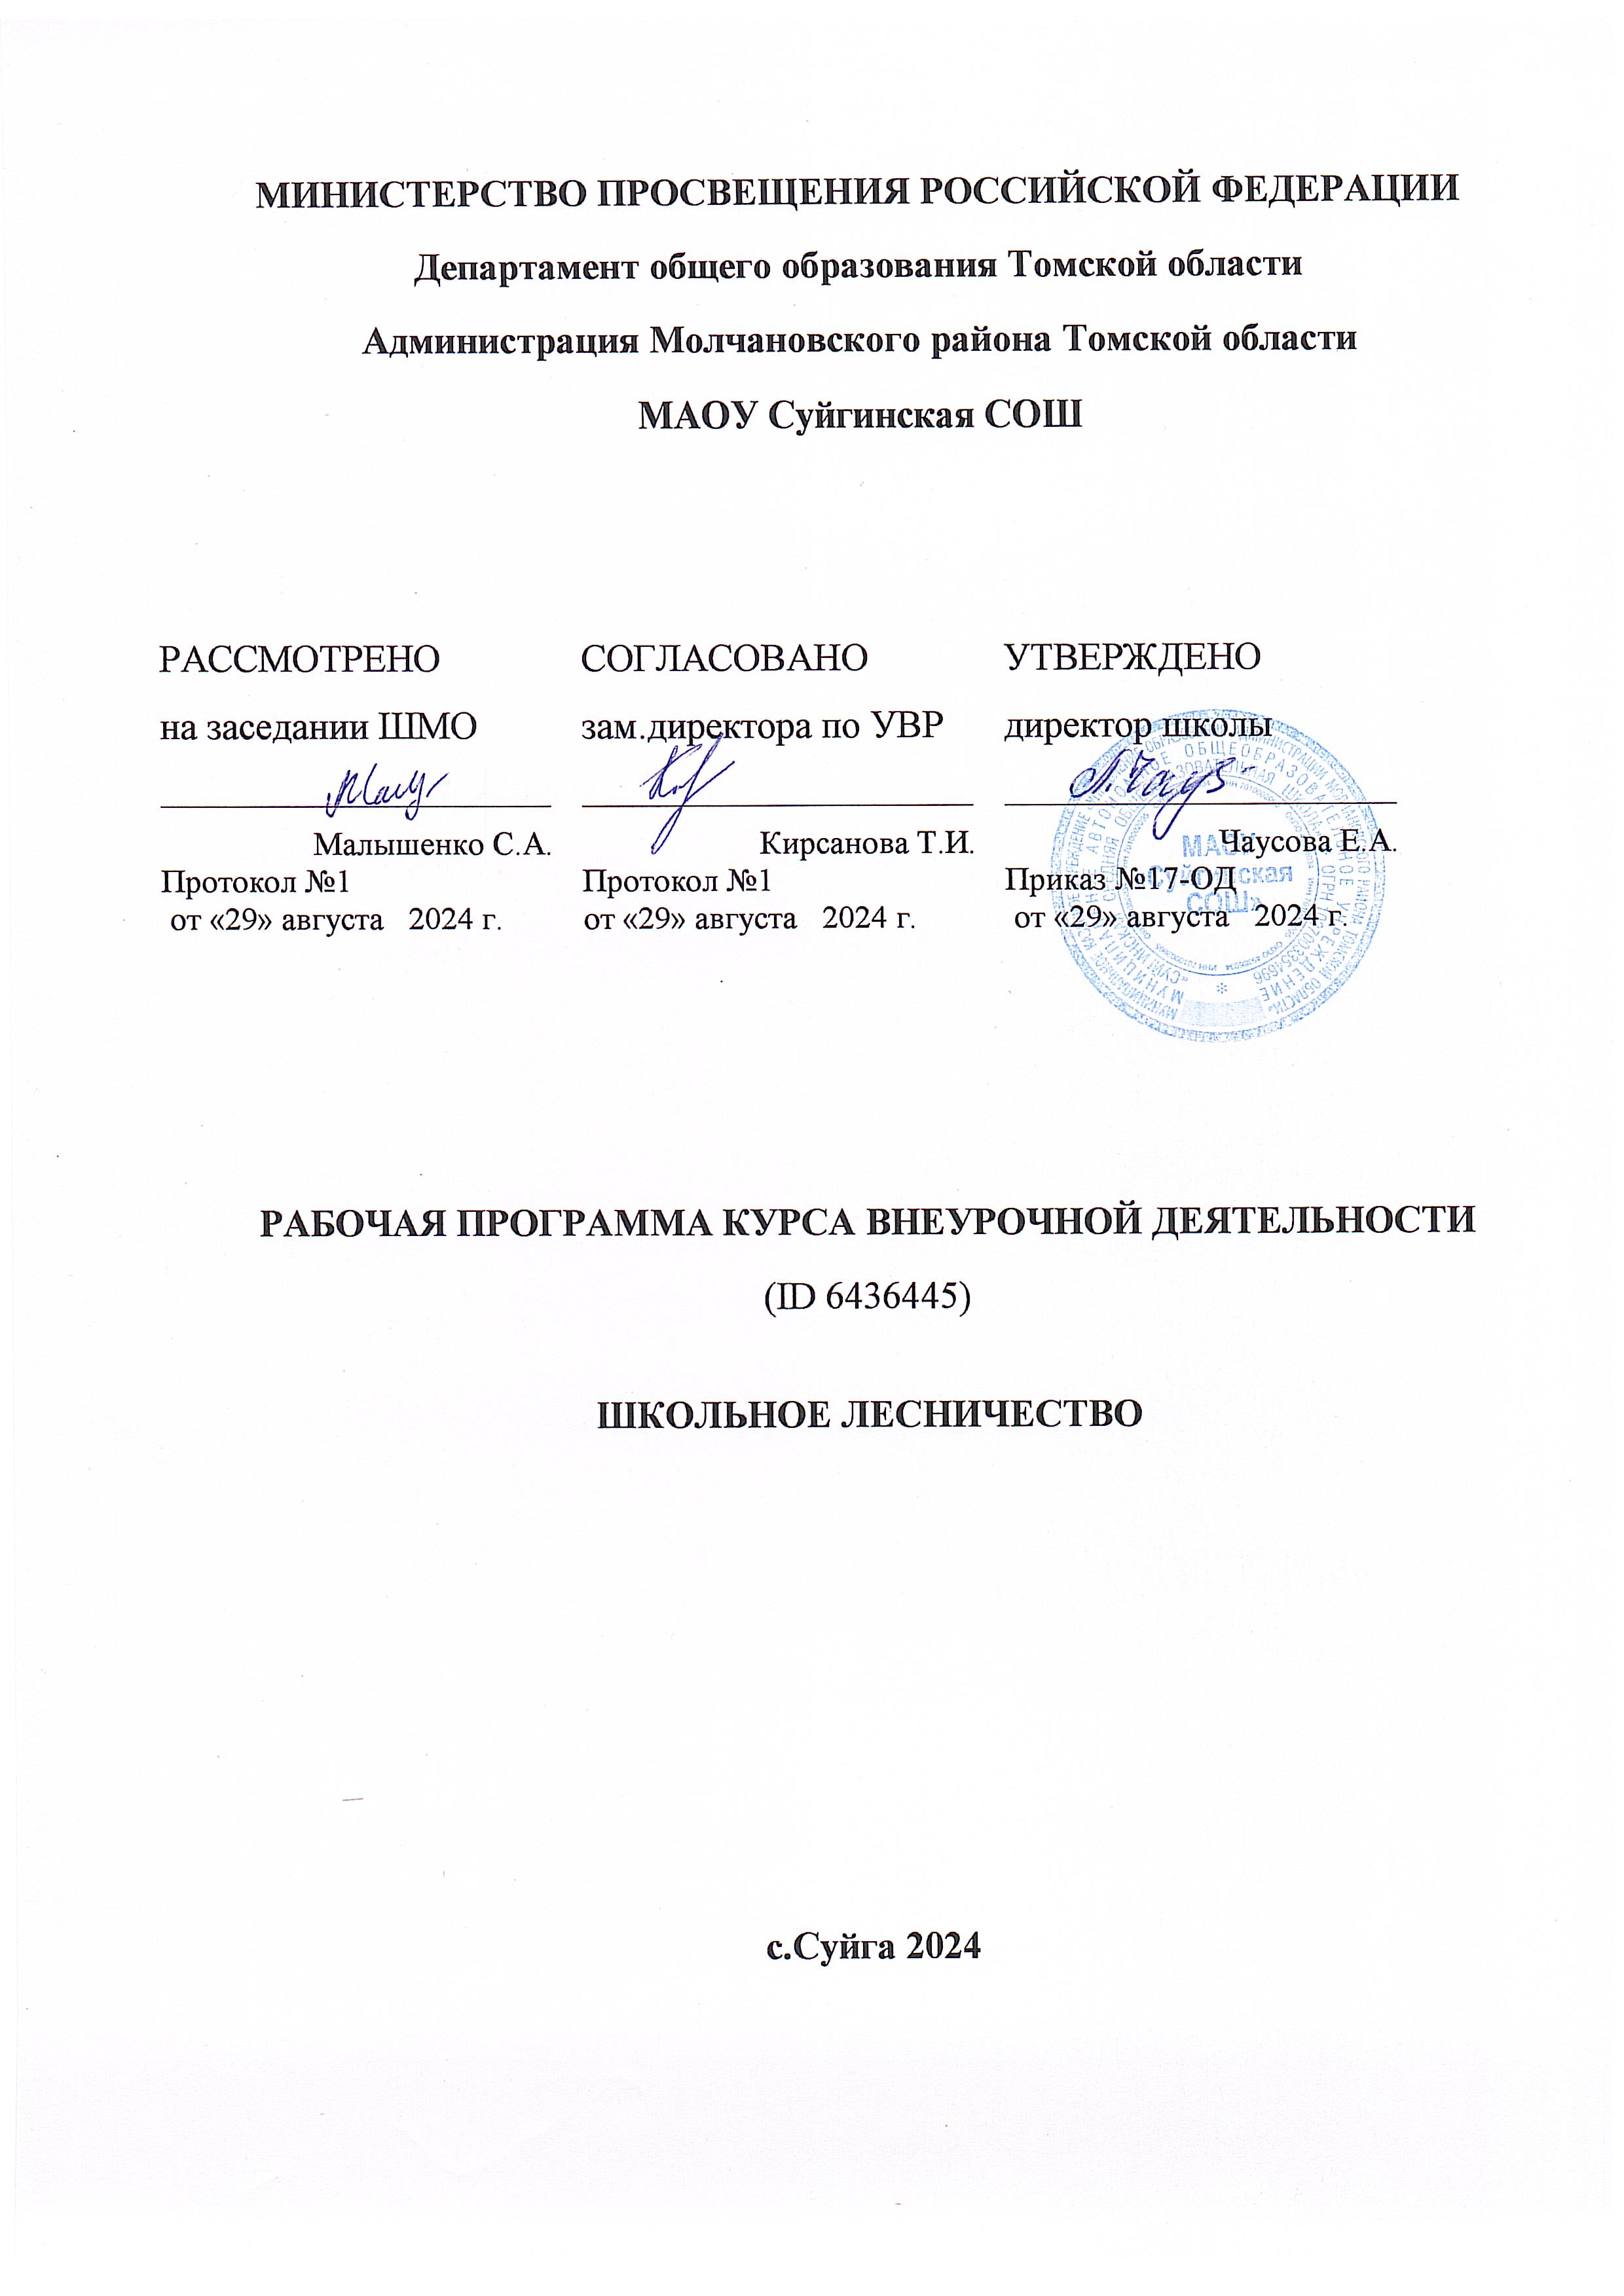 МИНИСТЕРСТВО ПРОСВЕЩЕНИЯ РОССИЙСКОЙ ФЕДЕРАЦИИ
Департамент общего образования Томской области
Администрация Молчановского района Томской области
МАОУ Суйгинская СОШ
РАССМОТРЕНО
на заседании ШМО
Малышенко С.А.
Протокол №1
от «29» августа 2024 г.
СОГЛАСОВАНО
зам.директора по УВР
Кирсанова Т.И.
Протокол №1
от «29» августа 2024 г.
УТВЕРЖДЕНО
директор школы
Чаусова Е.А.
Приказ №17-ОД
от «29» августа 2024 г.
МАОУ
«Суйгинская
СОШ»
РАБОЧАЯ ПРОГРАММА КУРСА ВНЕУРОЧНОЙ ДЕЯТЕЛЬНОСТИ
(ID 6436445)
ШКОЛЬНОЕ ЛЕСНИЧЕСТВО
с.Суйга 2024